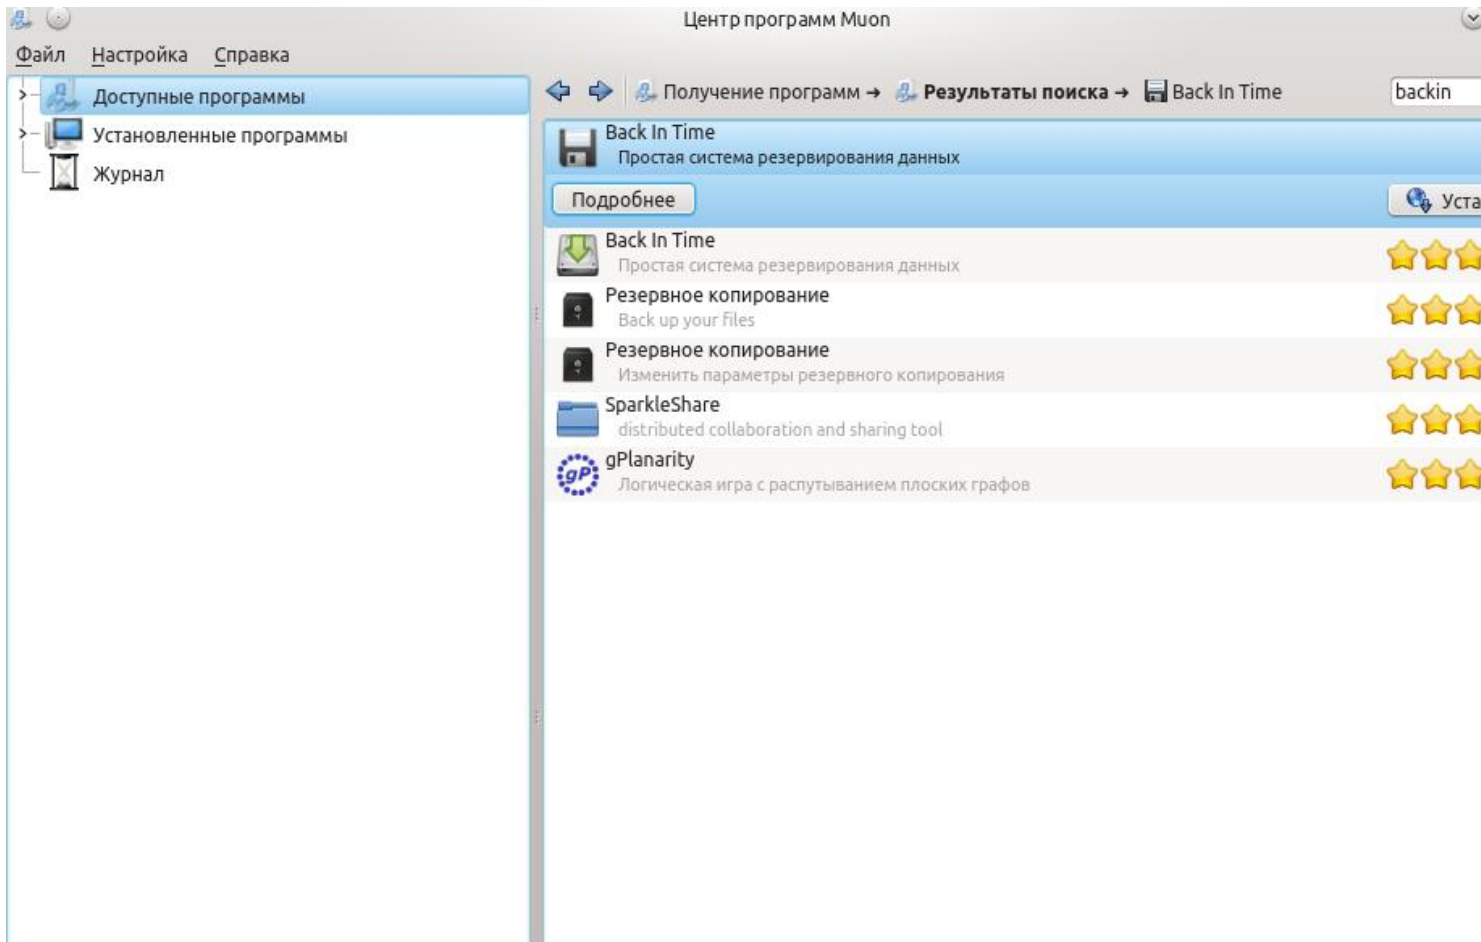 Центр программ Muon
Файл Настройка Справка
Доступные программы
Установленные программы
Журнал
Получение программ → Результаты поиска → Back In Time backin
Back In Time
Простая система резервирования данных
Подробнее Уста
Back In Time
Простая система резервирования данных
Резервное копирование
Back up your files
Резервное копирование
Изменить параметры резервного копирования
SparkleShare
distributed collaboration and sharing tool
gP gPlanarity
Логическая игра с распутыванием плоских графов